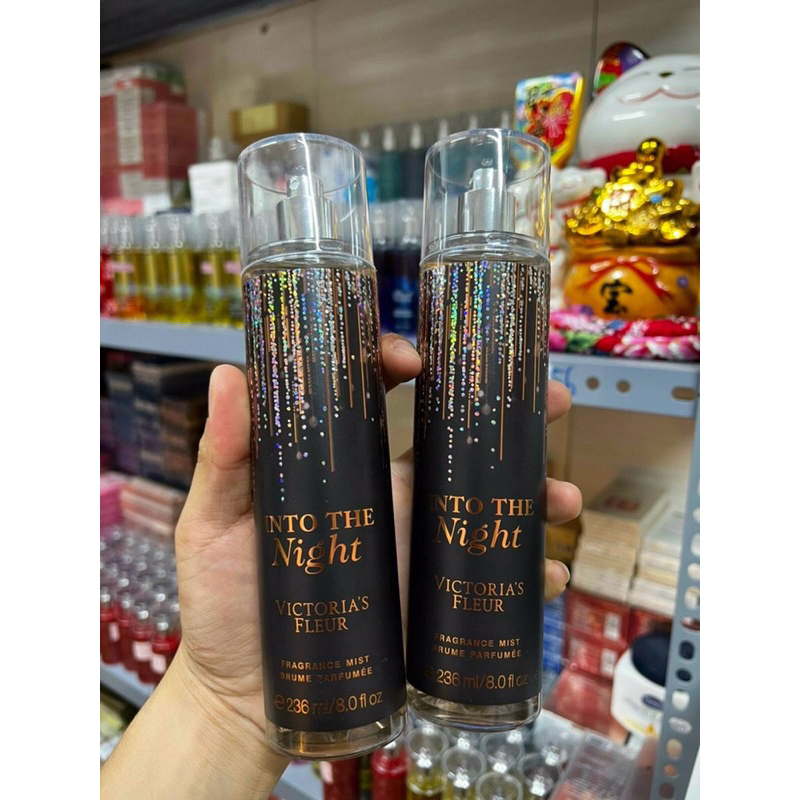 INTO THE
Night
VICTORIA'S
FLEUR
FRAGRANCE MIST
BRUME PARFUMÉE
℮ 236 ml/8.0 fl oz
INTO THE
Night
VICTORIA'S
FLEUR
FRAGRANCE MIST
BRUME PARFUMÉE
℮ 236 ml/8.0 fl oz